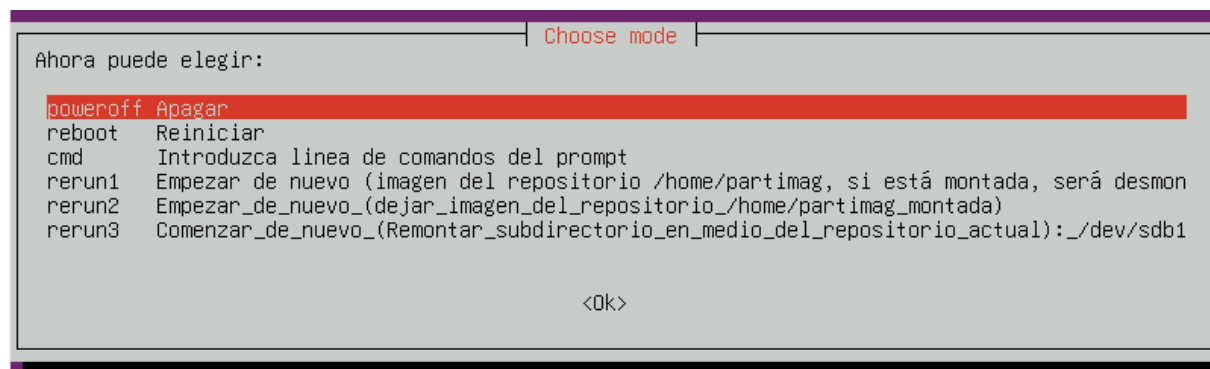 Choose mode
Ahora puede elegir:
poweroff Apagar
reboot Reiniciar
cmd Introduzca linea de comandos del prompt
rerun1 Empezar de nuevo (imagen del repositorio /home/partimag, si está montada, será desmon
rerun2 Empezar_de_nuevo_(dejar_imagen_del_repositorio_/home/partimag_montada)
rerun3 Comenzar_de_nuevo_(Remontar_subdirectorio_en_medio_del_repositorio_actual):_/dev/sdb1
<Ok>